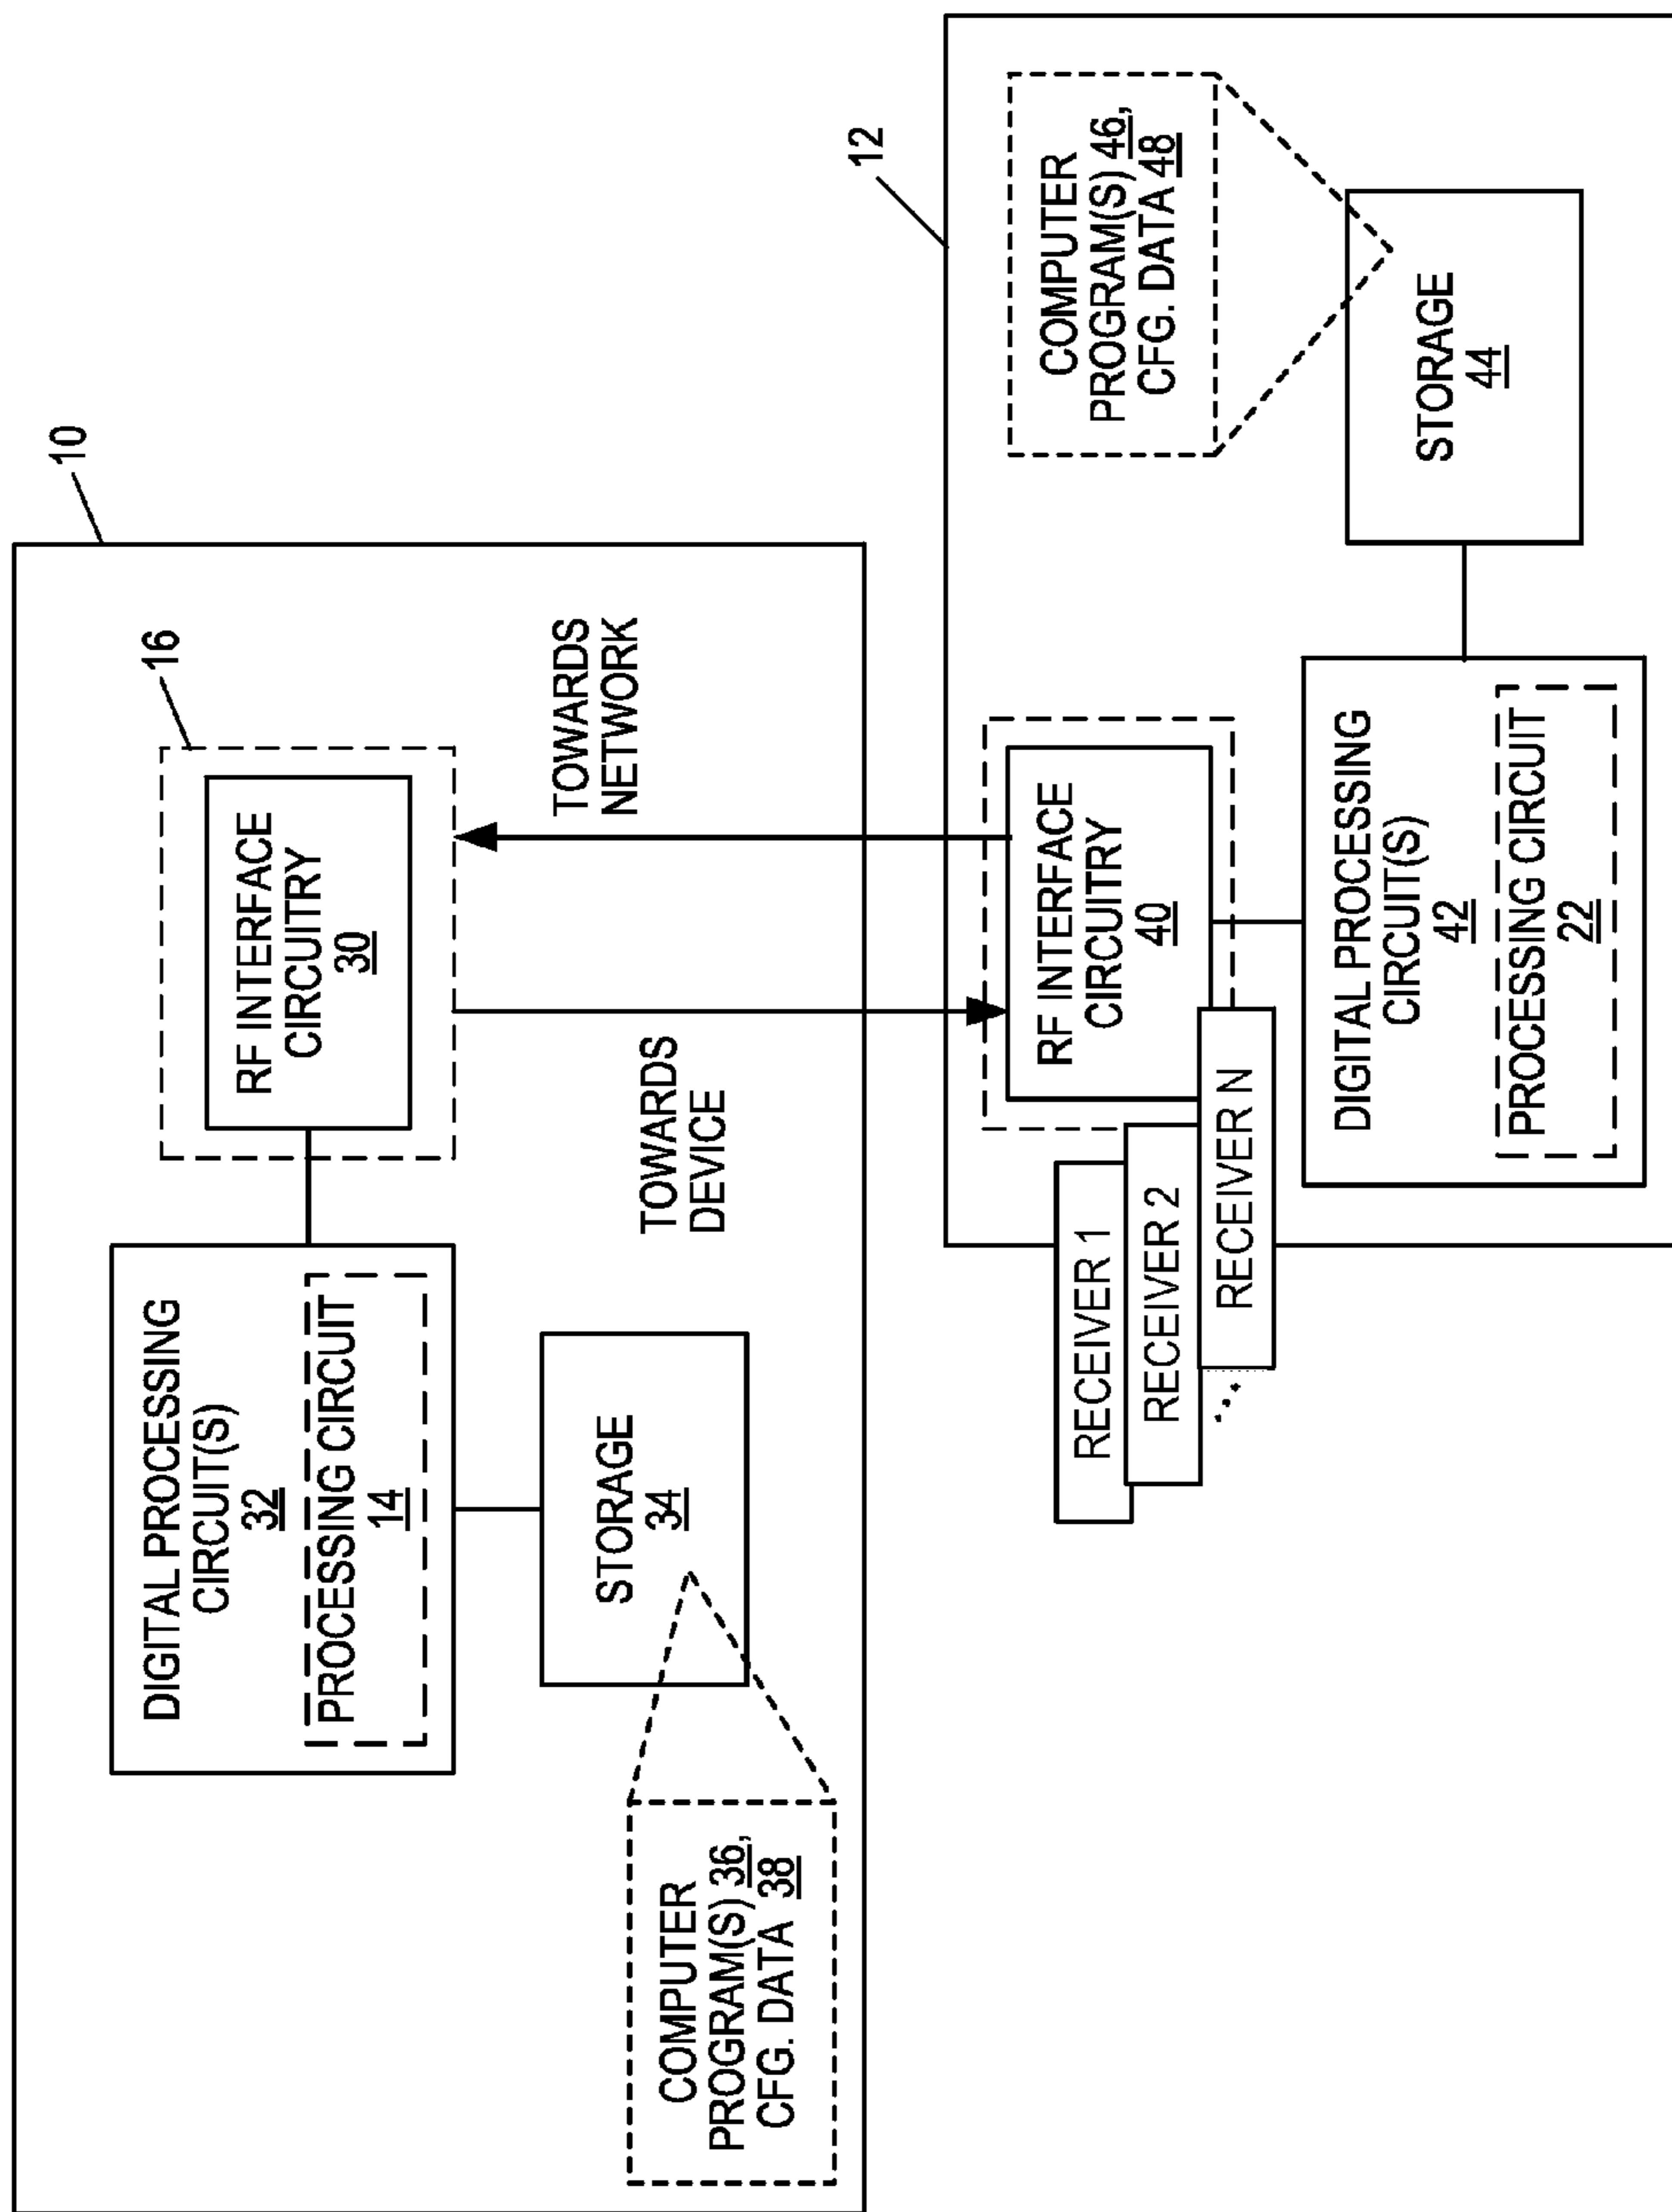 10
16
DIGITAL PROCESSING
CIRCUIT(S)
32
PROCESSING CIRCUIT
14
RF INTERFACE
CIRCUITRY
30
STORAGE
34
COMPUTER
PROGRAM(S) 36,
CFG. DATA 38
TOWARDS
DEVICE
TOWARDS
NETWORK
12
RECEIVER 1
RECEIVER 2
RECEIVER N
RF INTERFACE
CIRCUITRY
40
COMPUTER
PROGRAM(S) 46,
CFG. DATA 48
DIGITAL PROCESSING
CIRCUIT(S)
42
PROCESSING CIRCUIT
22
STORAGE
44